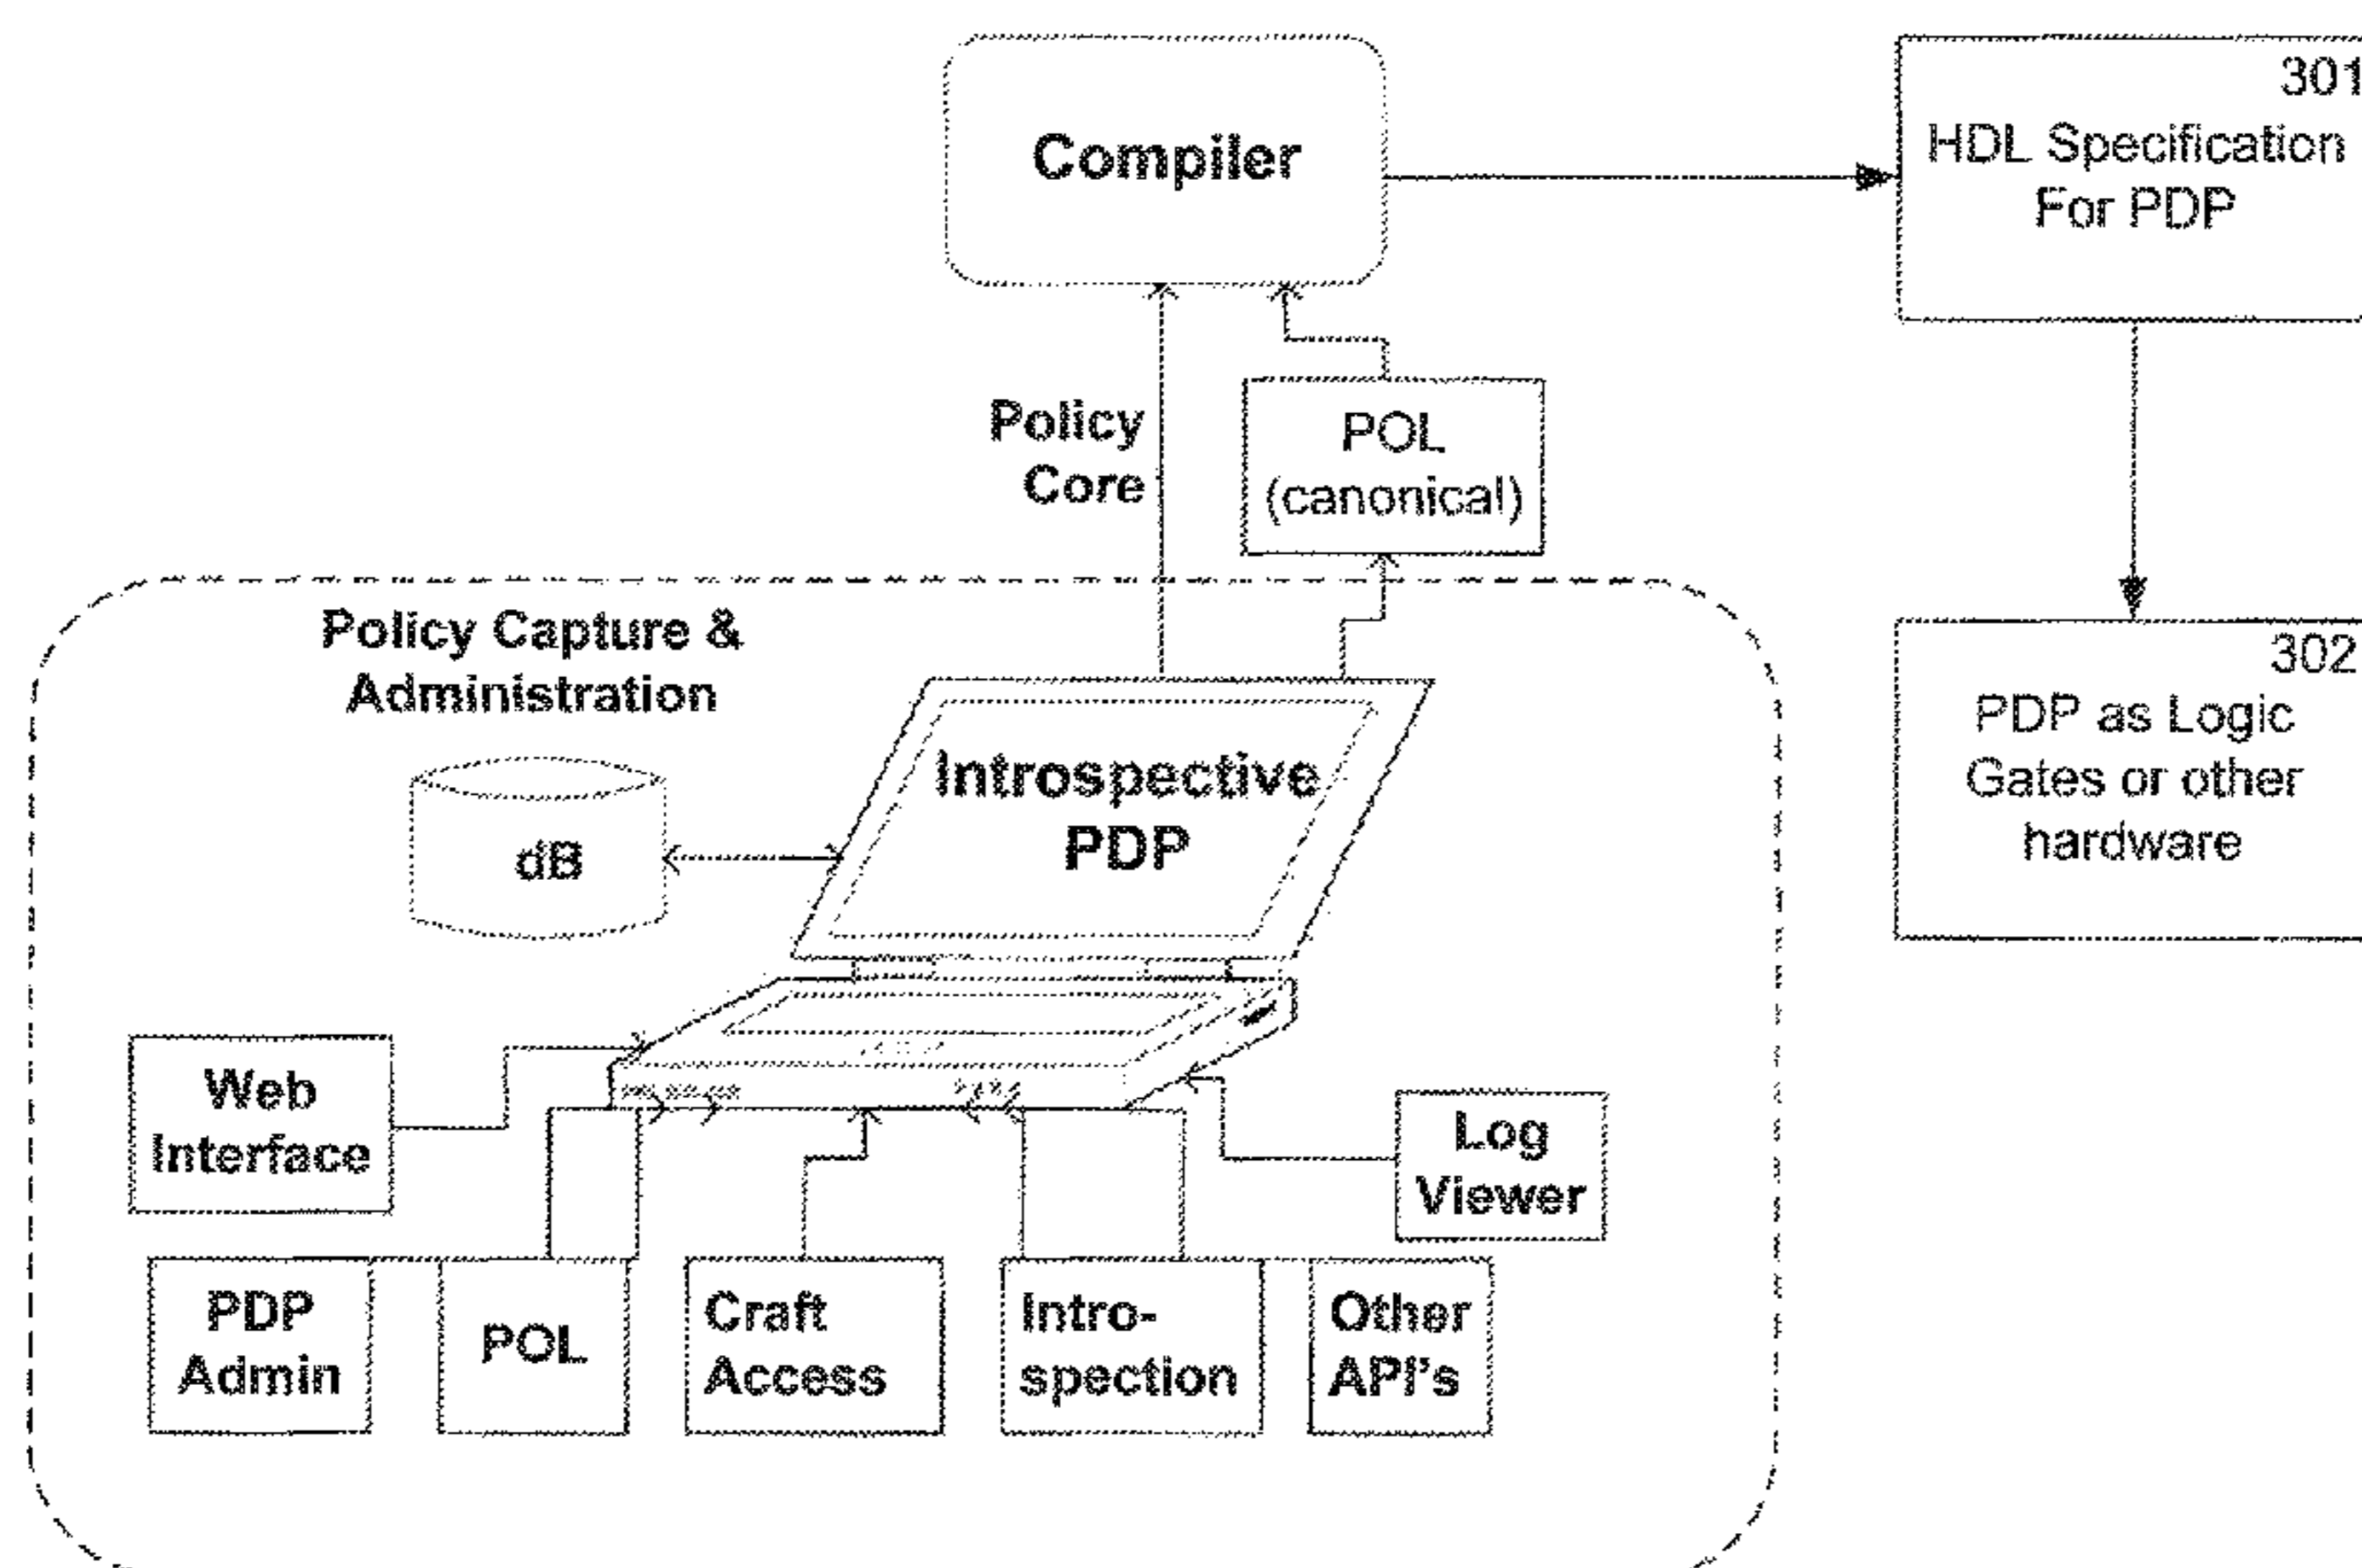 Compiler
301
HDL Specification
For PDP
Policy
Core
POL
(canonical)
Policy Capture &
Administration
302
PDP as Logic
Gates or other
hardware
Introspective
PDP
dB
Web
Interface
Log
Viewer
PDP
Admin
POL
Craft
Access
Intro-
spection
Other
API's